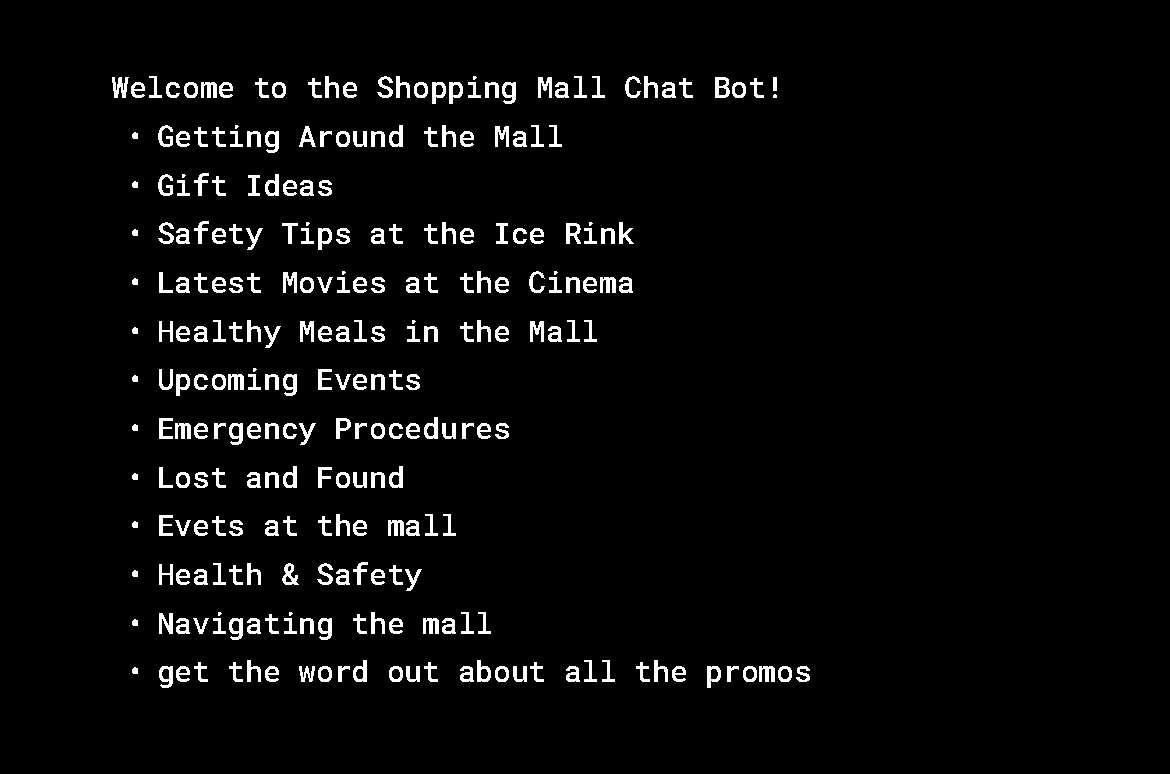 Welcome to the Shopping Mall Chat Bot!
• Getting Around the Mall
• Gift Ideas
• Safety Tips at the Ice Rink
• Latest Movies at the Cinema
• Healthy Meals in the Mall
• Upcoming Events
• Emergency Procedures
• Lost and Found
• Evets at the mall
• Health & Safety
• Navigating the mall
• get the word out about all the promos